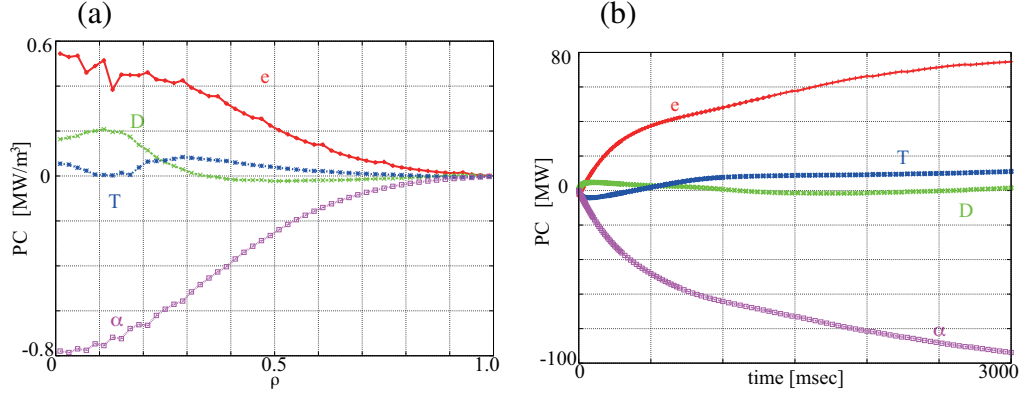 (a)
0.6
e
D
0
T
PC [MW/m³]
α
-0.8
0
0.5
1.0
ρ
(b)
80
e
T
0
D
PC [MW]
α
-100
0
time [msec]
3000